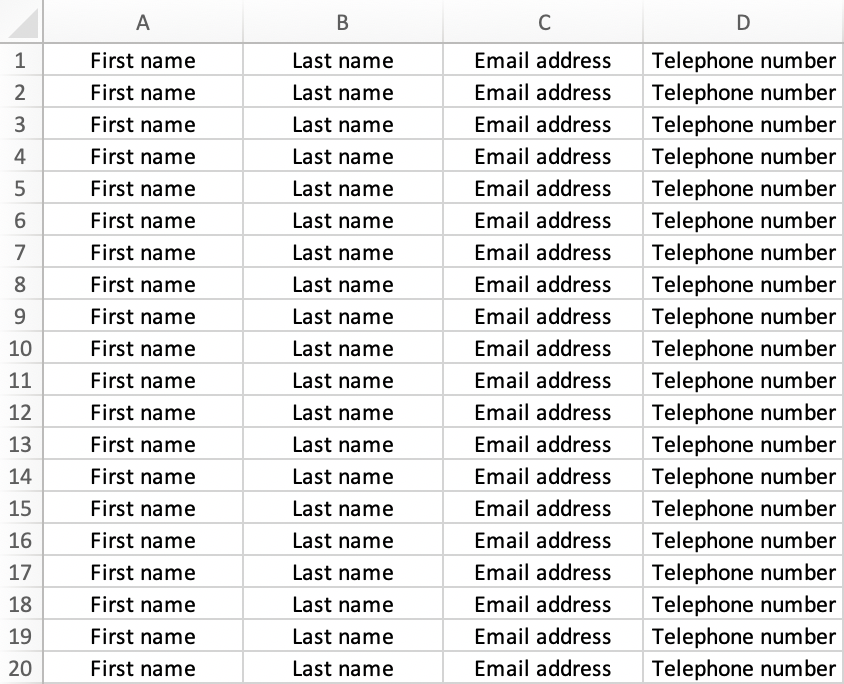 A B C D
1 First name Last name Email address Telephone number
2 First name Last name Email address Telephone number
3 First name Last name Email address Telephone number
4 First name Last name Email address Telephone number
5 First name Last name Email address Telephone number
6 First name Last name Email address Telephone number
7 First name Last name Email address Telephone number
8 First name Last name Email address Telephone number
9 First name Last name Email address Telephone number
10 First name Last name Email address Telephone number
11 First name Last name Email address Telephone number
12 First name Last name Email address Telephone number
13 First name Last name Email address Telephone number
14 First name Last name Email address Telephone number
15 First name Last name Email address Telephone number
16 First name Last name Email address Telephone number
17 First name Last name Email address Telephone number
18 First name Last name Email address Telephone number
19 First name Last name Email address Telephone number
20 First name Last name Email address Telephone number